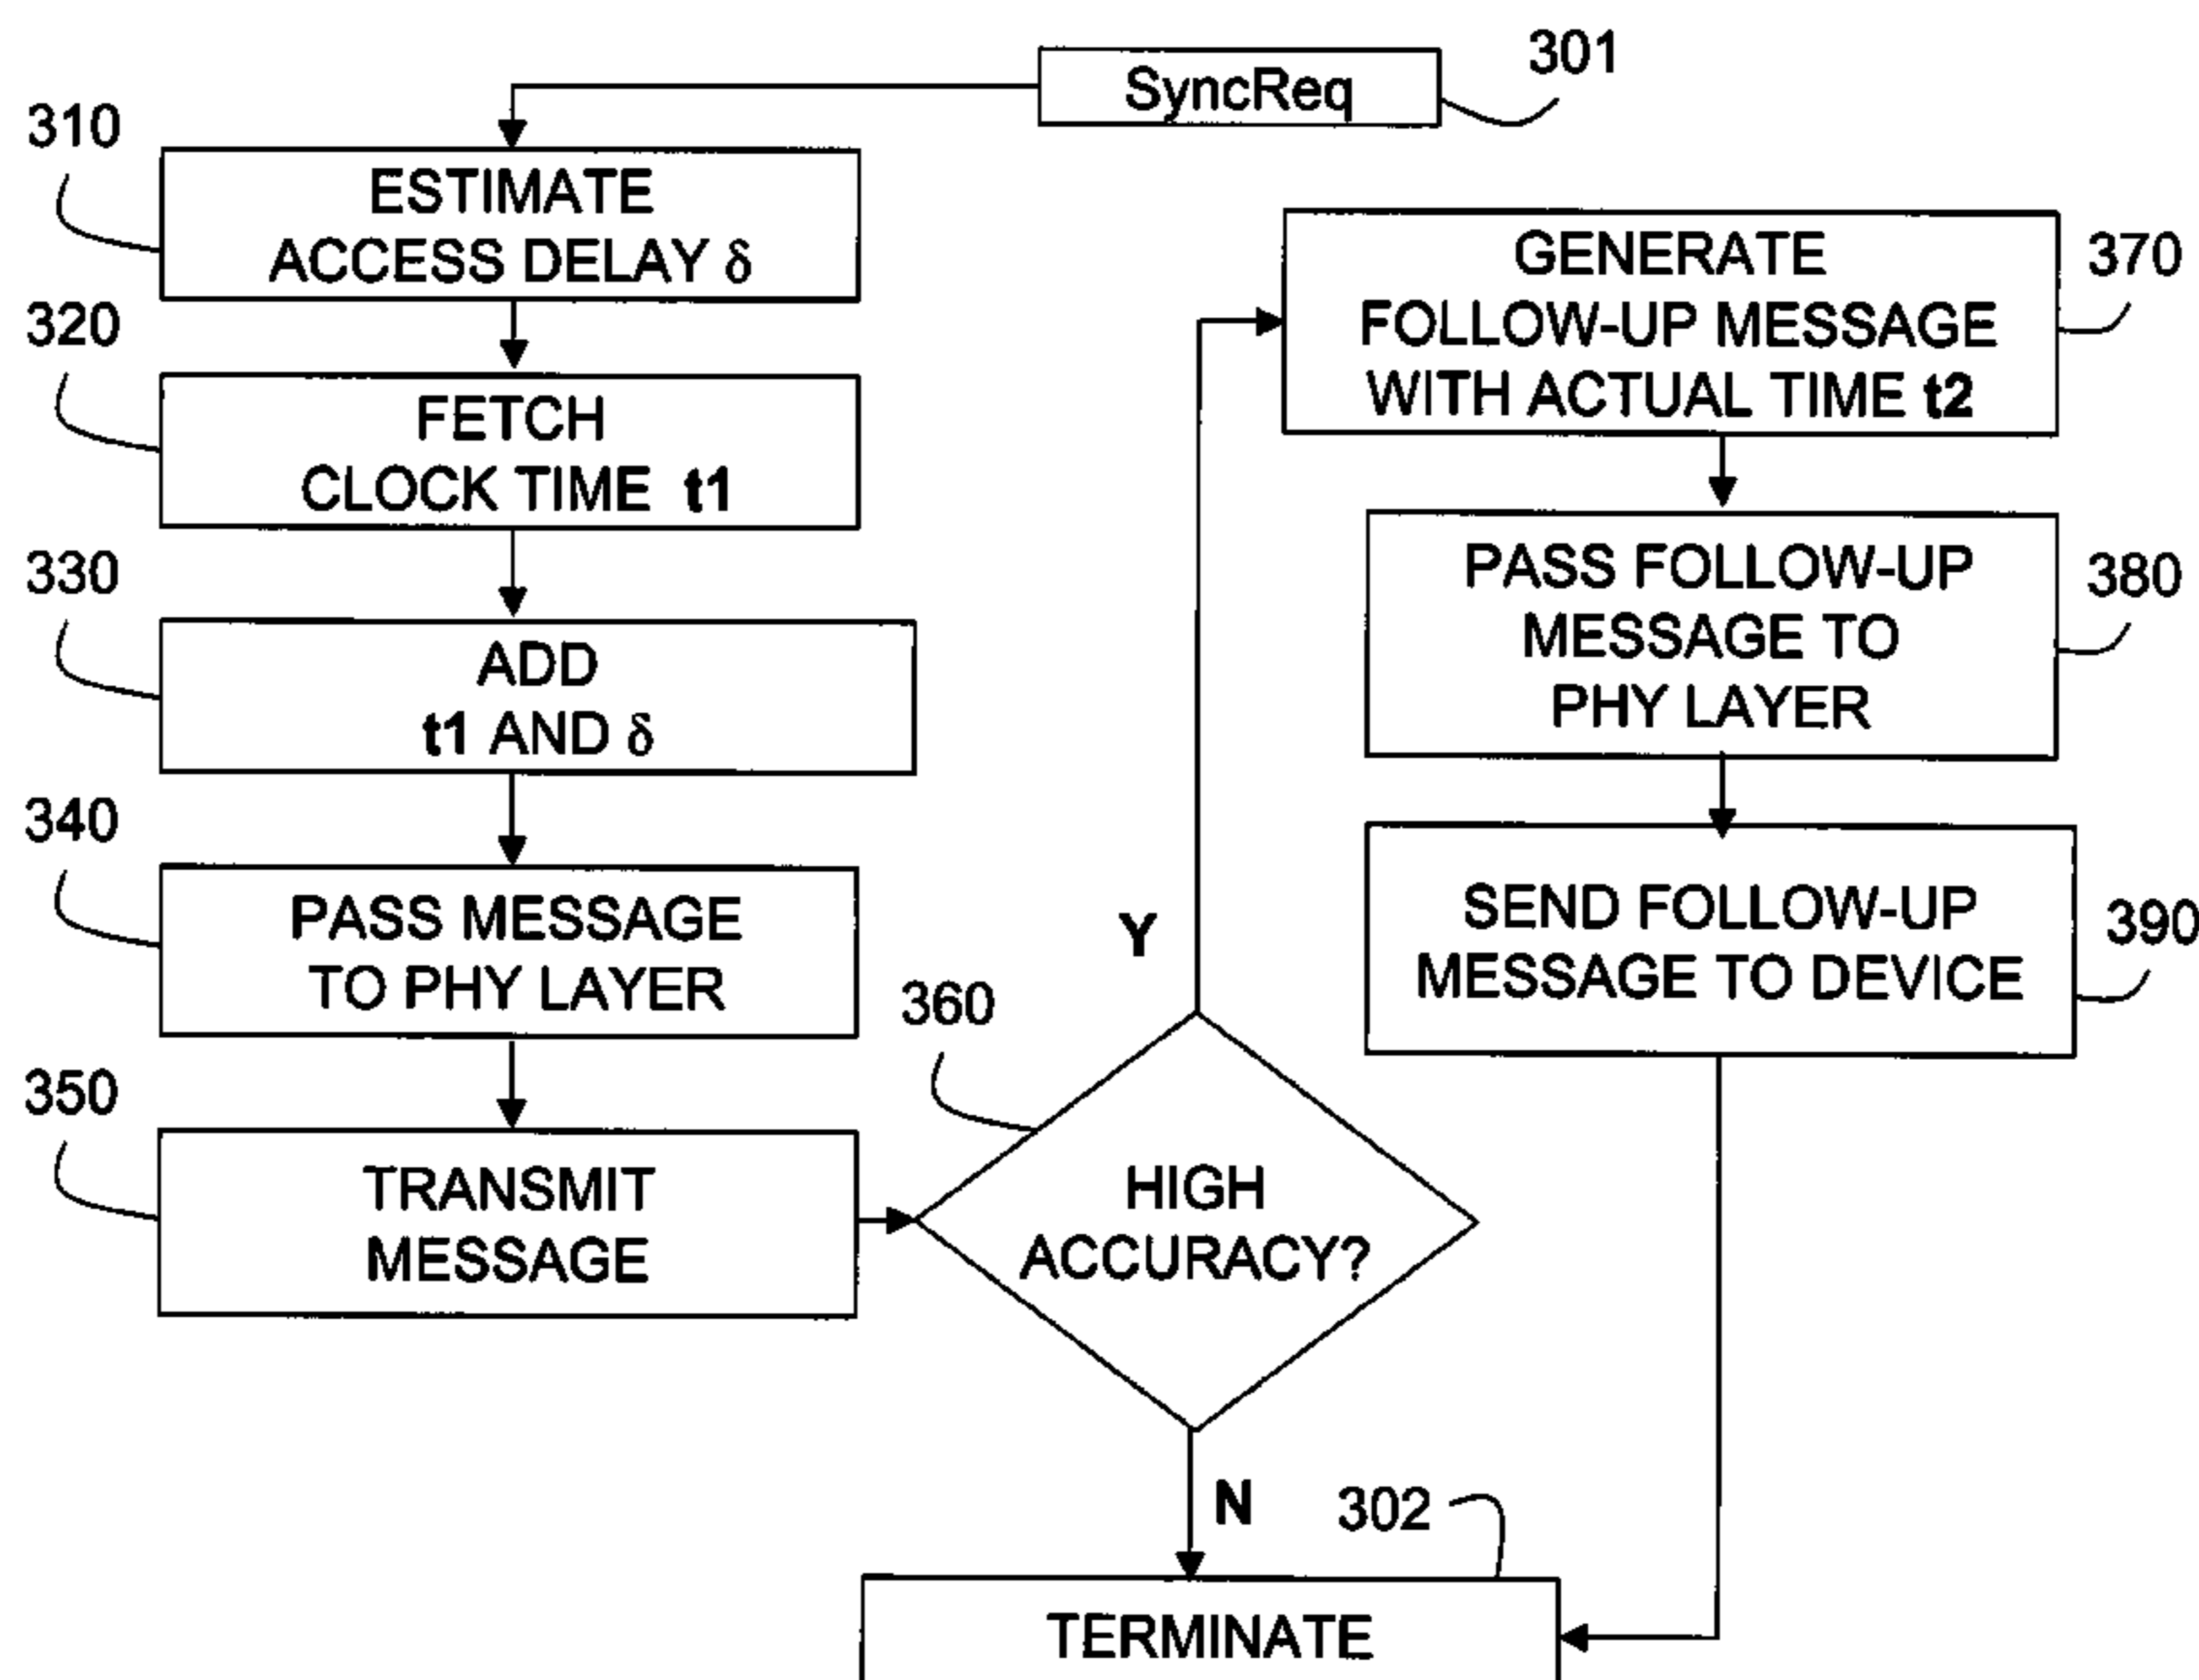 SyncReq
301
310
ESTIMATE
ACCESS DELAY δ
320
FETCH
CLOCK TIME t1
330
ADD
t1 AND δ
340
PASS MESSAGE
TO PHY LAYER
350
TRANSMIT
MESSAGE
360
HIGH
ACCURACY?
Y
N
GENERATE
FOLLOW-UP MESSAGE
WITH ACTUAL TIME t2
370
PASS FOLLOW-UP
MESSAGE TO
PHY LAYER
380
SEND FOLLOW-UP
MESSAGE TO DEVICE
390
302
TERMINATE